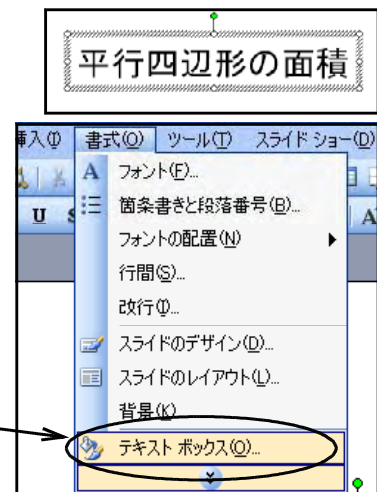 平行四辺形の面積
挿入(I) 書式(O) ツール(T) スライド ショー(D)
U S A
A フォント(F)...
箇条書きと段落番号(B)...
フォントの配置(N)
行間(S)...
改行(I)...
スライドのデザイン(D)...
スライドのレイアウト(L)...
背景(K)...
テキスト ボックス(O)...